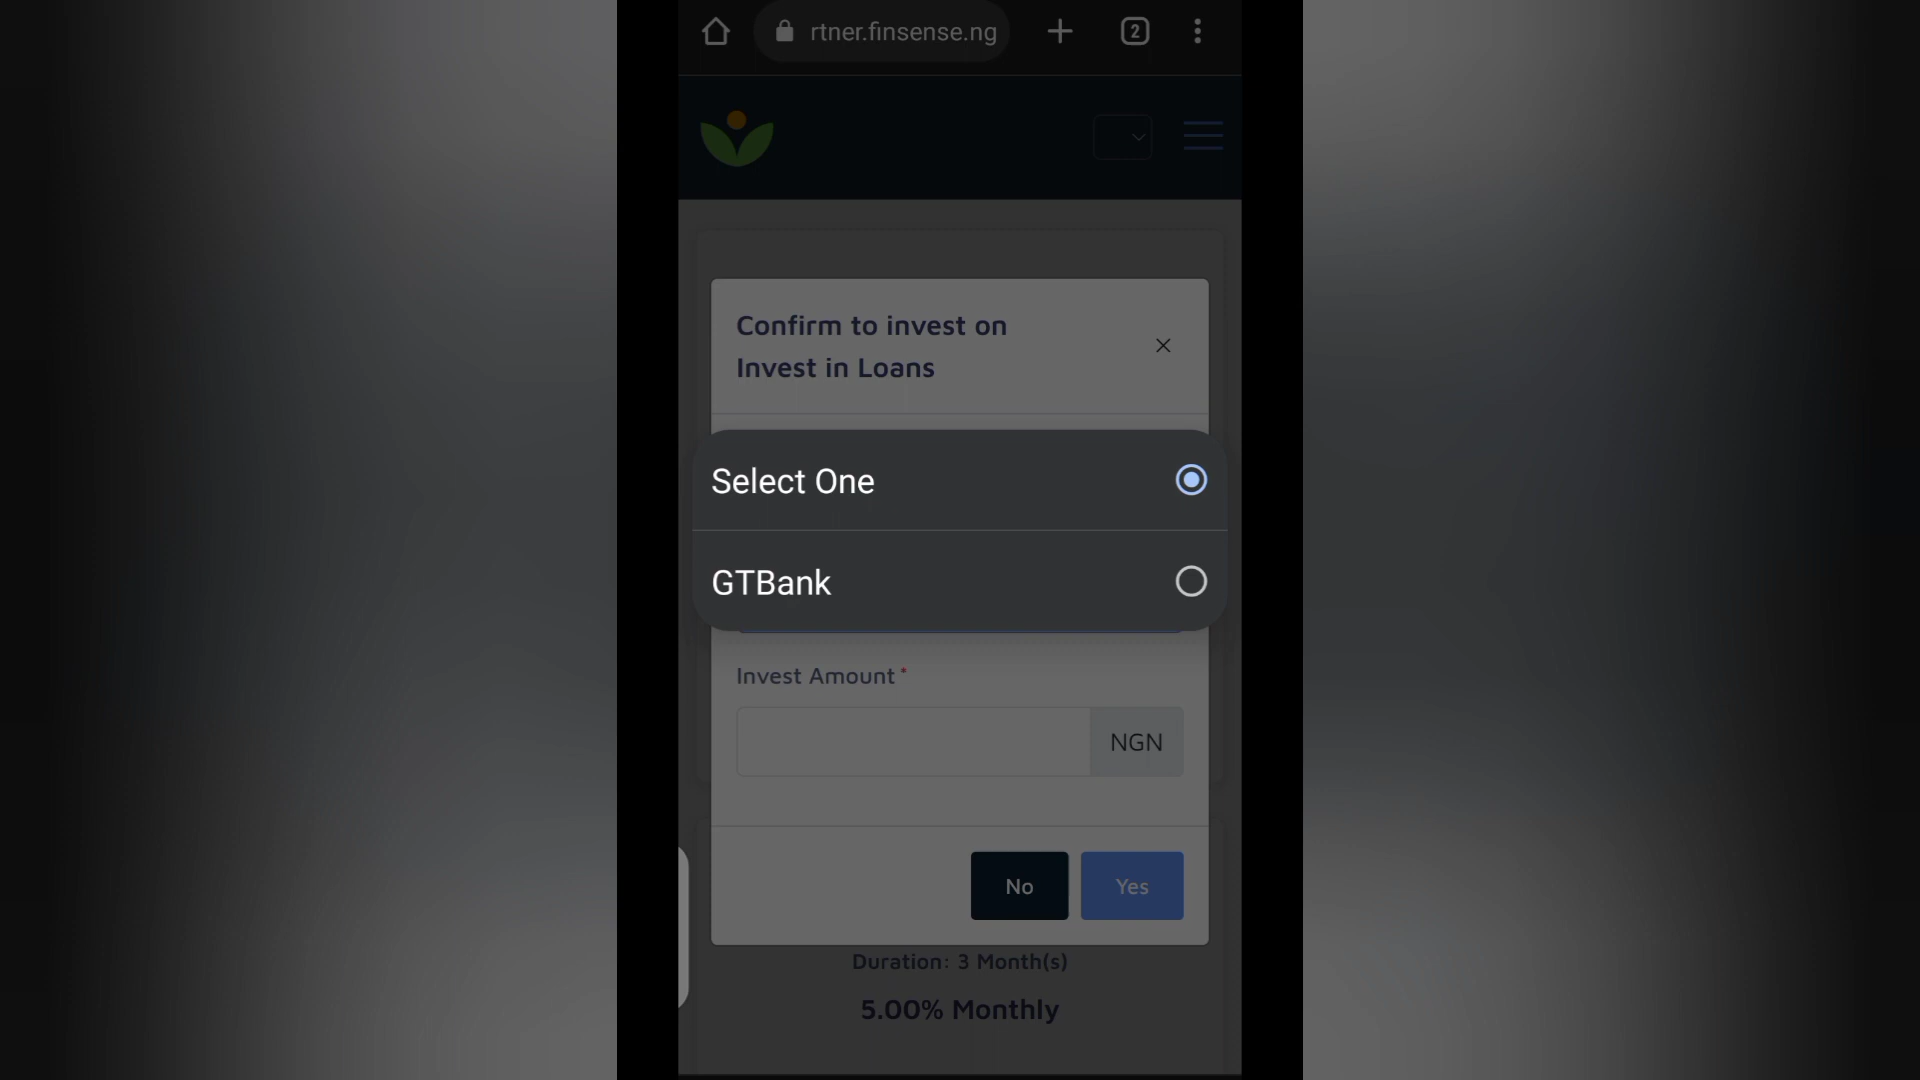 rtner.finsense.ng
2
Confirm to invest on
Invest in Loans
Select One
GTBank
Invest Amount*
NGN
No
Yes
Duration: 3 Month(s)
5.00% Monthly